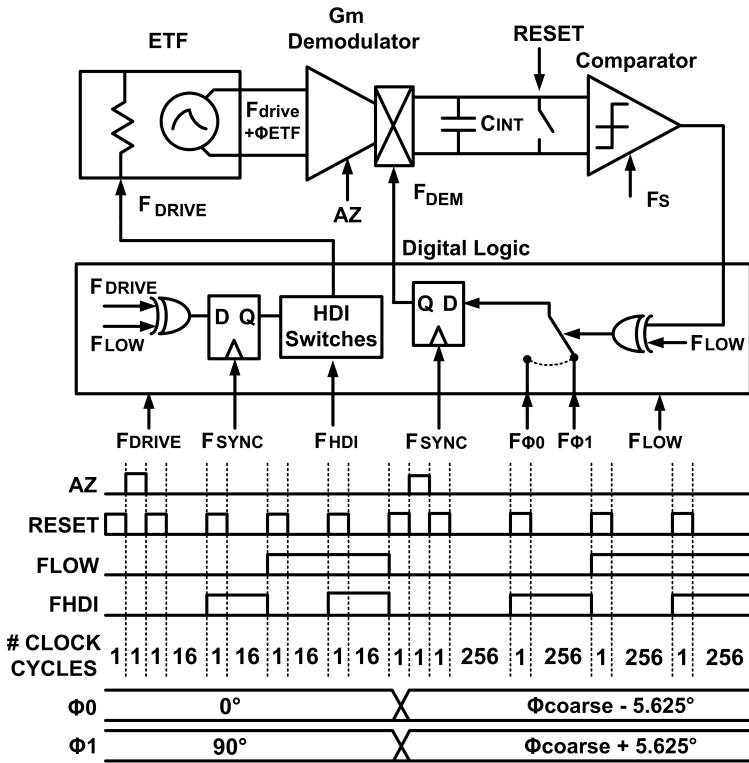 ETF
Gm
Demodulator
RESET
Comparator
Fdrive
+ΦETF
CINT
F DRIVE
AZ
FDEM
FS
Digital Logic
FDRIVE
FLOW
D Q
HDI
Switches
Q D
FLOW
FDRIVE FSYNC FHDI FSYNC FΦ0 FΦ1 FLOW
AZ
RESET
FLOW
FHDI
# CLOCK
CYCLES
1 1 1 16 1 16 1 16 1 16 1 1 1 256 1 256 1 256 1 256
Φ0 0° Φcoarse - 5.625°
Φ1 90° Φcoarse + 5.625°